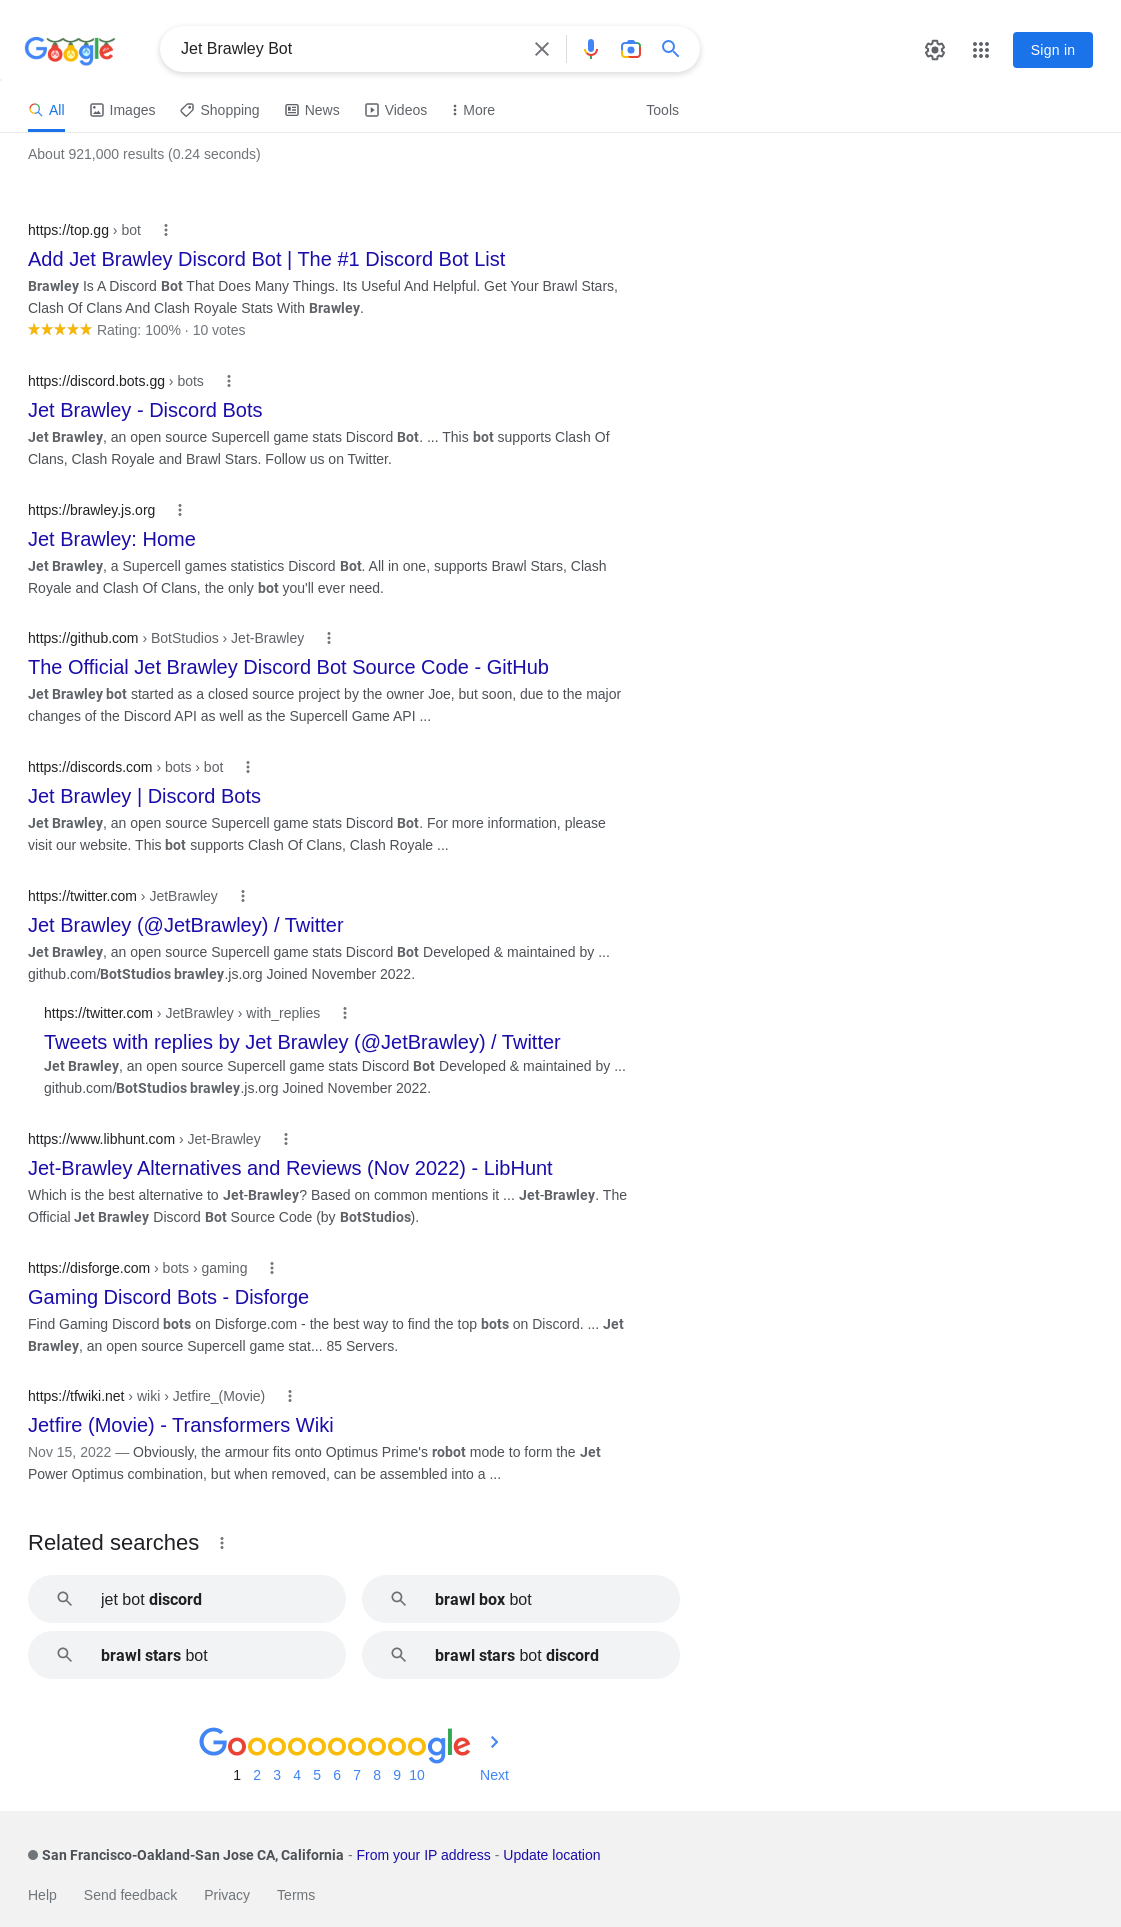 Google
Jet Brawley Bot
Sign in
All Images Shopping News Videos More Tools
About 921,000 results (0.24 seconds)
https://top.gg › bot
Add Jet Brawley Discord Bot | The #1 Discord Bot List
Brawley Is A Discord Bot That Does Many Things. Its Useful And Helpful. Get Your Brawl Stars,
Clash Of Clans And Clash Royale Stats With Brawley.
Rating: 100% · 10 votes
https://discord.bots.gg › bots
Jet Brawley - Discord Bots
Jet Brawley, an open source Supercell game stats Discord Bot. ... This bot supports Clash Of
Clans, Clash Royale and Brawl Stars. Follow us on Twitter.
https://brawley.js.org
Jet Brawley: Home
Jet Brawley, a Supercell games statistics Discord Bot. All in one, supports Brawl Stars, Clash
Royale and Clash Of Clans, the only bot you'll ever need.
https://github.com › BotStudios › Jet-Brawley
The Official Jet Brawley Discord Bot Source Code - GitHub
Jet Brawley bot started as a closed source project by the owner Joe, but soon, due to the major
changes of the Discord API as well as the Supercell Game API ...
https://discords.com › bots › bot
Jet Brawley | Discord Bots
Jet Brawley, an open source Supercell game stats Discord Bot. For more information, please
visit our website. This bot supports Clash Of Clans, Clash Royale ...
https://twitter.com › JetBrawley
Jet Brawley (@JetBrawley) / Twitter
Jet Brawley, an open source Supercell game stats Discord Bot Developed & maintained by ...
github.com/BotStudios brawley.js.org Joined November 2022.
https://twitter.com › JetBrawley › with_replies
Tweets with replies by Jet Brawley (@JetBrawley) / Twitter
Jet Brawley, an open source Supercell game stats Discord Bot Developed & maintained by ...
github.com/BotStudios brawley.js.org Joined November 2022.
https://www.libhunt.com › Jet-Brawley
Jet-Brawley Alternatives and Reviews (Nov 2022) - LibHunt
Which is the best alternative to Jet-Brawley? Based on common mentions it ... Jet-Brawley. The
Official Jet Brawley Discord Bot Source Code (by BotStudios).
https://disforge.com › bots › gaming
Gaming Discord Bots - Disforge
Find Gaming Discord bots on Disforge.com - the best way to find the top bots on Discord. ... Jet
Brawley, an open source Supercell game stat... 85 Servers.
https://tfwiki.net › wiki › Jetfire_(Movie)
Jetfire (Movie) - Transformers Wiki
Nov 15, 2022 — Obviously, the armour fits onto Optimus Prime's robot mode to form the Jet
Power Optimus combination, but when removed, can be assembled into a ...
Related searches
jet bot discord
brawl box bot
brawl stars bot
brawl stars bot discord
Goooooooooogle
1 2 3 4 5 6 7 8 9 10 Next
San Francisco-Oakland-San Jose CA, California - From your IP address - Update location
Help Send feedback Privacy Terms